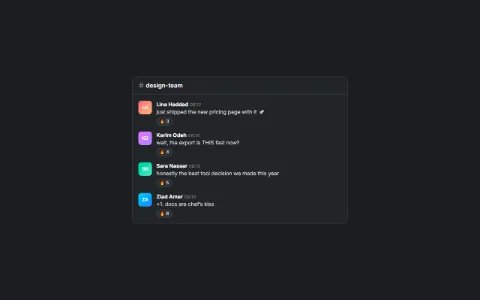 # design-team
Lina Haddad
just shipped the new pricing page with it 🚀
🔥 3
Karim Odeh
wait, the export is THIS fast now?
🔥
Sara Nasser
honestly the best tool decision we made this year
🔥
ZA Ziad Amer
+1. docs are chef's kiss
🔥